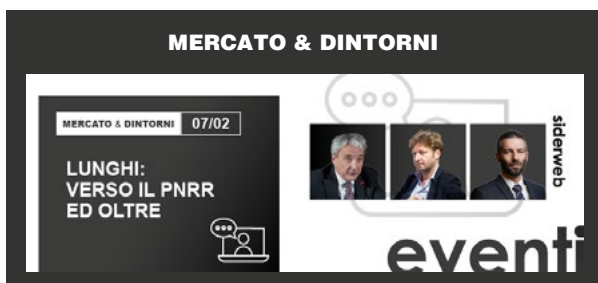 MERCATO & DINTORNI
MERCATO & DINTORNI 07/02
LUNGHI:
VERSO IL PNRR
ED OLTRE
siderweb
eventi